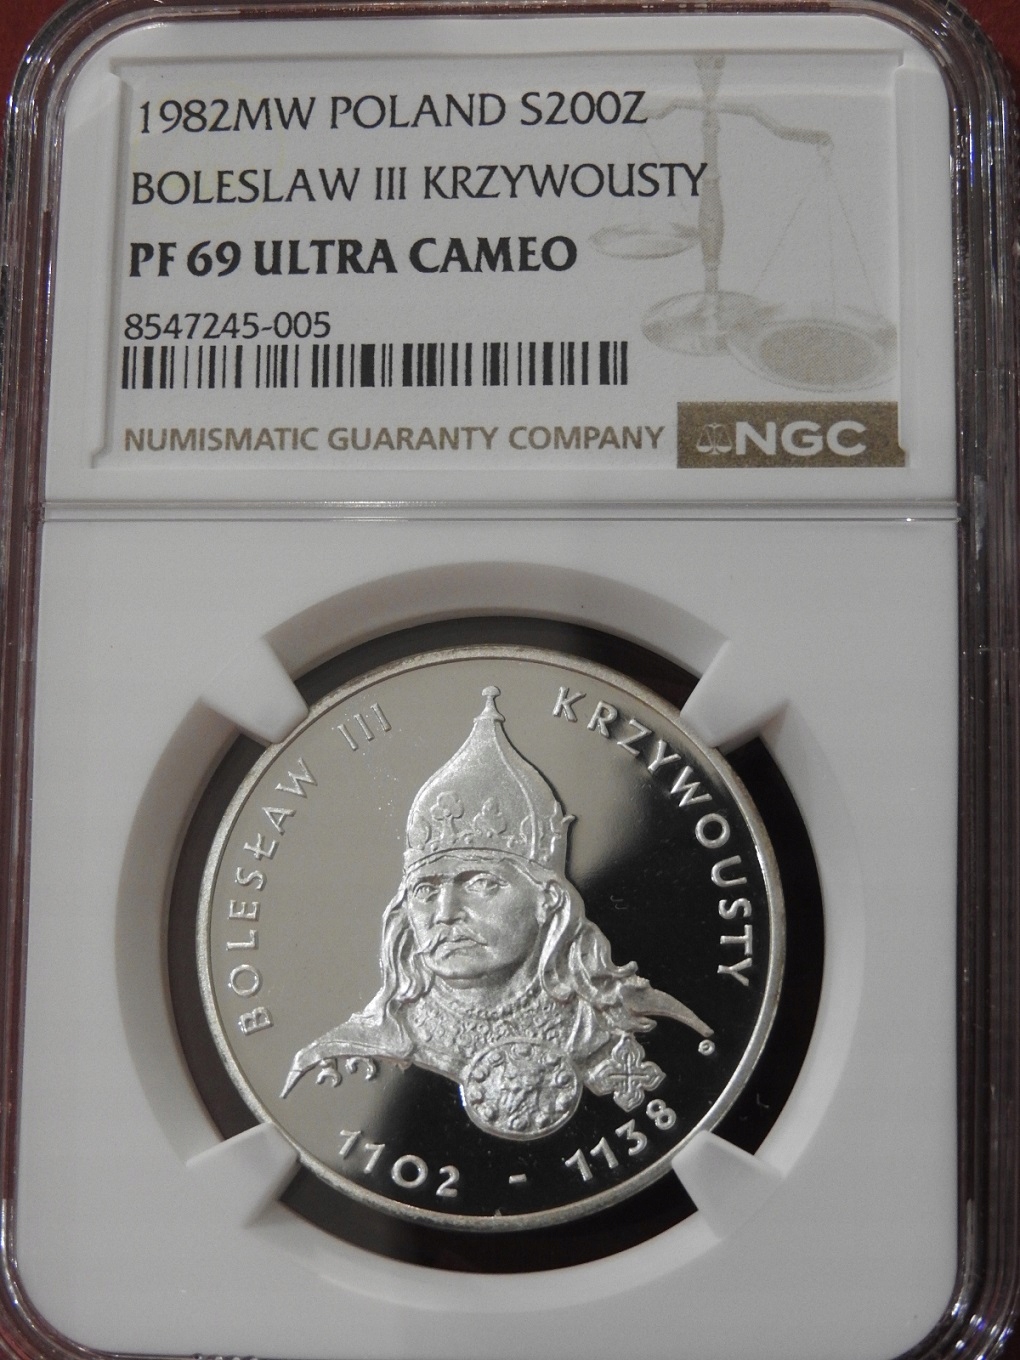 1982MW POLAND S200Z
BOLESLAW III KRZYWOUSTY
PF 69 ULTRA CAMEO
8547245-005
NUMISMATIC GUARANTY COMPANY
NGC
BOLESŁAW III KRZYWOUSTY
1102 - 1138